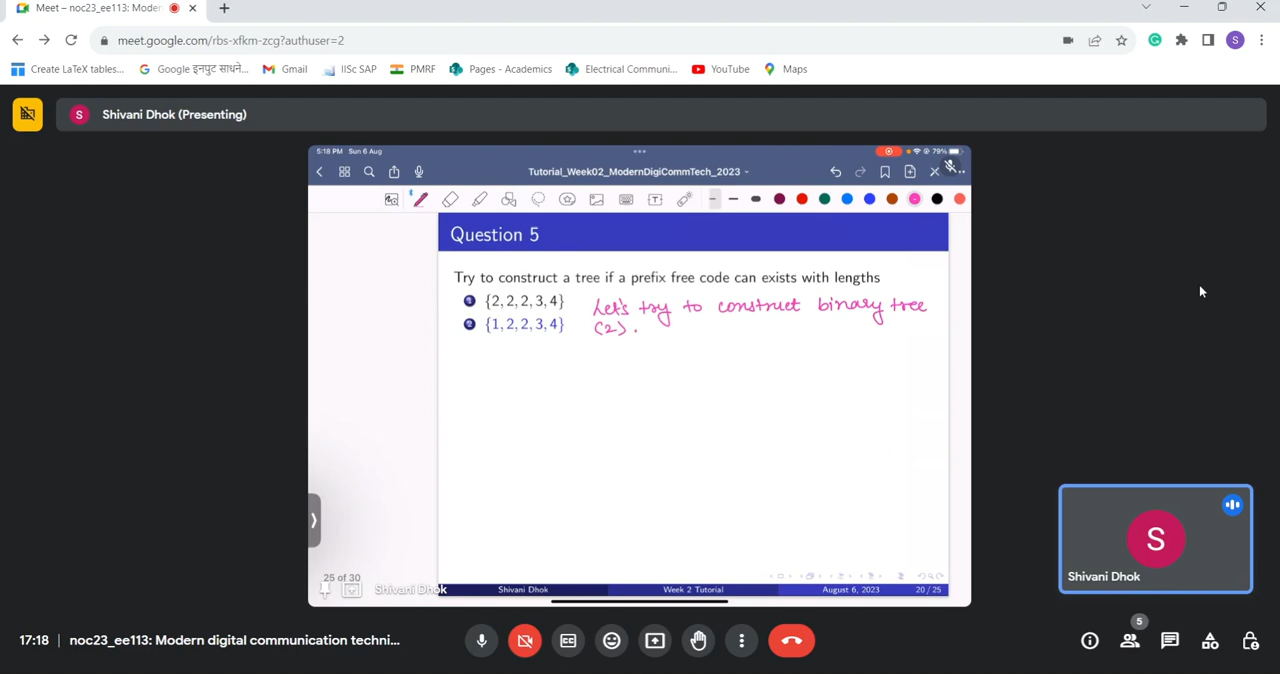 Meet – noc23_ee113: Moder
meet.google.com/rbs-xfkm-zcg?authuser=2
S
Create LaTeX tables...
Google इनपुट साधने...
Gmail
IISc SAP
PMRF
Pages - Academics
Electrical Communi...
YouTube
Maps
S
Shivani Dhok (Presenting)
5:18 PM Sun 6 Aug
79%
Tutorial_Week02_ModernDigiCommTech_2023
Question 5
Try to construct a tree if a prefix free code can exists with lengths
1 {2, 2, 2, 3, 4}
2 {1, 2, 2, 3, 4}
Let's try to construct binary tree
(2).
25 of 30
Shivani Dhok
Shivani Dhok
Week 2 Tutorial
August 6, 2023
20 / 25
S
Shivani Dhok
17:18 | noc23_ee113: Modern digital communication techni...
5